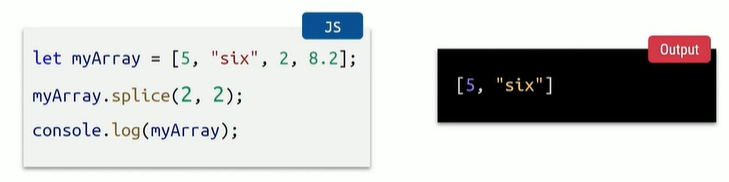 JS
let myArray = [5, "six", 2, 8.2];
myArray.splice(2, 2);
console.log(myArray);
Output
[5, "six"]